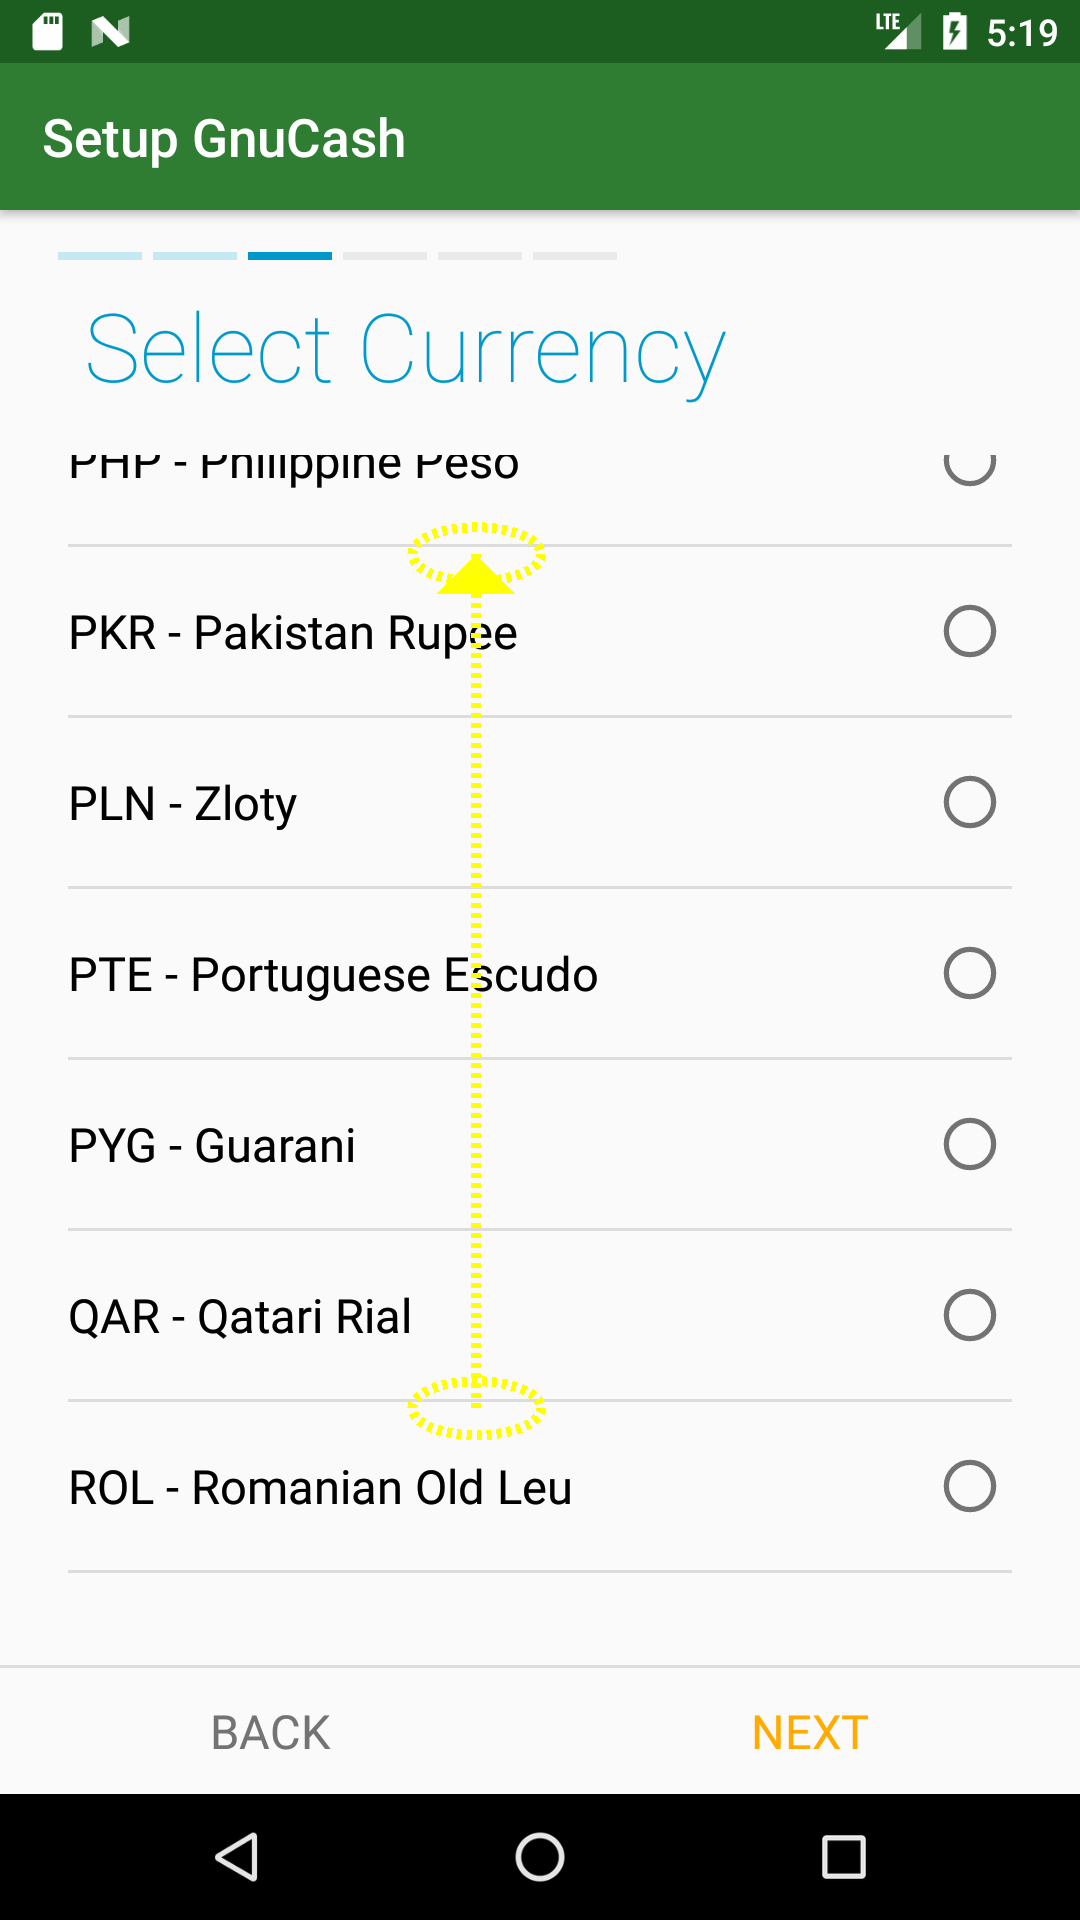 LTE 5:19
Setup GnuCash
Select Currency
PHP - Philippine Peso
PKR - Pakistan Rupee
PLN - Zloty
PTE - Portuguese Escudo
PYG - Guarani
QAR - Qatari Rial
ROL - Romanian Old Leu
BACK NEXT